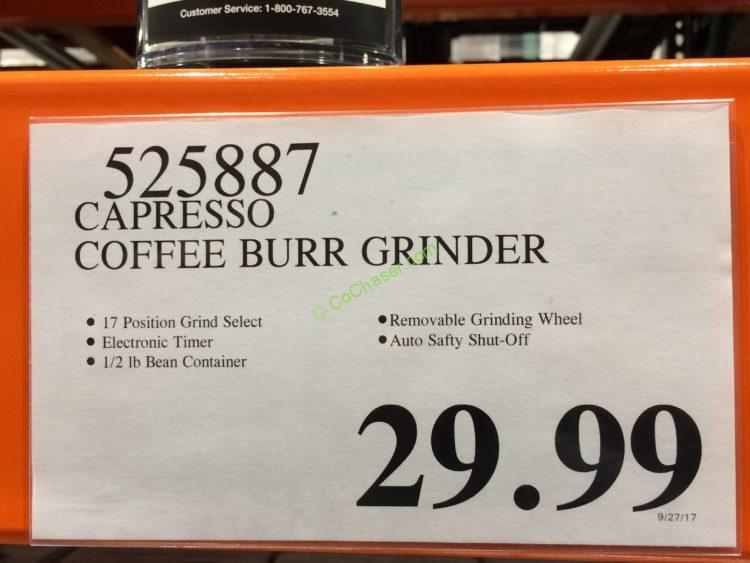 Customer Service: 1-800-767-3554
525887
CAPRESSO
COFFEE BURR GRINDER
© CoChaser.com
• 17 Position Grind Select
• Electronic Timer
• 1/2 lb Bean Container
• Removable Grinding Wheel
• Auto Safty Shut-Off
29.99
9/27/17